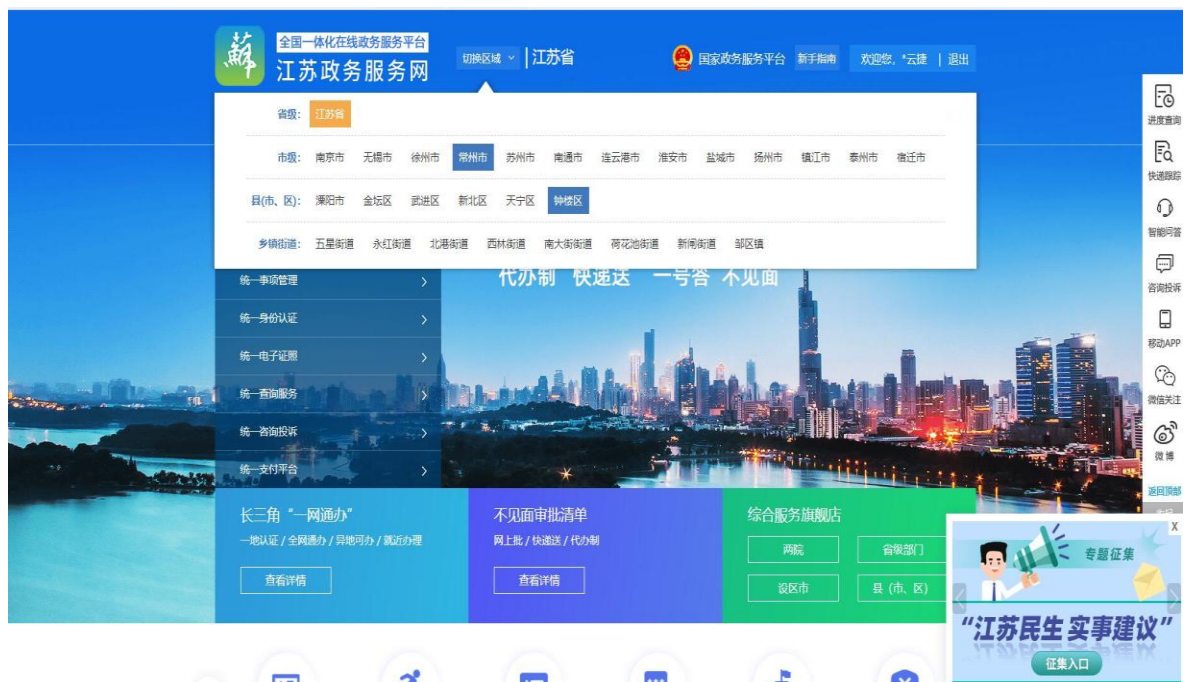 蘇
全国一体化在线政务服务平台
江苏政务服务网
切换区域 江苏省
国家政务服务平台 新手指南 欢迎您，*云捷 | 退出
省级： 江苏省
市级： 南京市 无锡市 徐州市 常州市 苏州市 南通市 连云港市 淮安市 盐城市 扬州市 镇江市 泰州市 宿迁市
县(市、区)： 溧阳市 金坛区 武进区 新北区 天宁区 钟楼区
乡镇街道： 五星街道 永红街道 北港街道 西林街道 南大街街道 荷花池街道 新闸街道 邹区镇
代办制 快递送 一号答 不见面
统一事项管理
统一身份认证
统一电子证照
统一查询服务
统一咨询投诉
统一支付平台
长三角“一网通办”
一地认证 / 全网通办 / 异地可办 / 就近办理
查看详情
不见面审批清单
网上批 / 快递送 / 代办制
查看详情
综合服务旗舰店
两院 省级部门
设区市 县（市、区）
进度查询
快递跟踪
智能问答
咨询投诉
移动APP
微信关注
微博
返回顶部
X
专题征集
“江苏民生实事建议”
征集入口